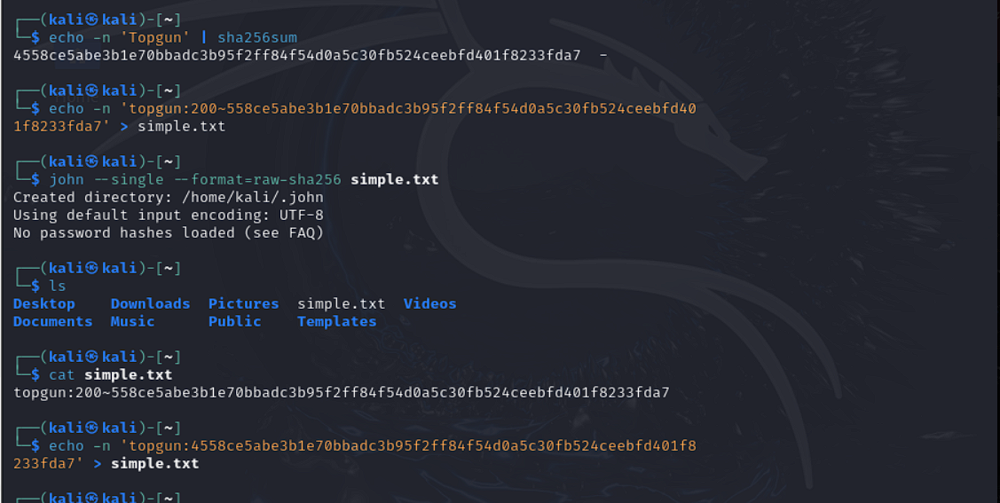 ┌──(kali㉿kali)-[~]
└─$ echo -n 'Topgun' | sha256sum
4558ce5abe3b1e70bbadc3b95f2ff84f54d0a5c30fb524ceebfd401f8233fda7  -
┌──(kali㉿kali)-[~]
└─$ echo -n 'topgun:200~558ce5abe3b1e70bbadc3b95f2ff84f54d0a5c30fb524ceebfd40
1f8233fda7' > simple.txt
┌──(kali㉿kali)-[~]
└─$ john --single --format=raw-sha256 simple.txt
Created directory: /home/kali/.john
Using default input encoding: UTF-8
No password hashes loaded (see FAQ)
┌──(kali㉿kali)-[~]
└─$ ls
Desktop    Downloads  Pictures  simple.txt  Videos
Documents  Music      Public    Templates
┌──(kali㉿kali)-[~]
└─$ cat simple.txt
topgun:200~558ce5abe3b1e70bbadc3b95f2ff84f54d0a5c30fb524ceebfd401f8233fda7
┌──(kali㉿kali)-[~]
└─$ echo -n 'topgun:4558ce5abe3b1e70bbadc3b95f2ff84f54d0a5c30fb524ceebfd401f8
233fda7' > simple.txt
┌──(kali㉿kali)-[~]